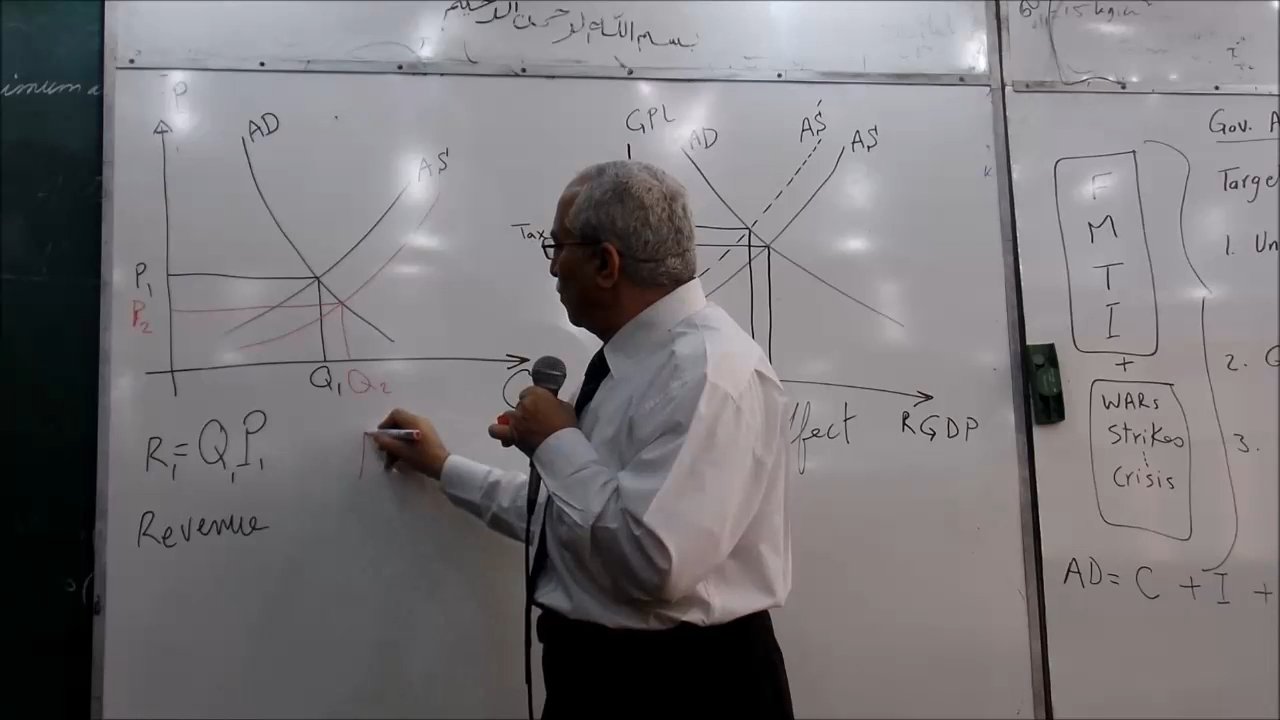 بسم الله الرحمن الرحيم
P
AD
AS
P1
P2
Q1 Q2
R1 = Q1 P1
Revenue
GPL
AD
AS'
AS
Tax
ffect
RGDP
F
M
T
I
+
WARs
Strikes
Crisis
Gov. A
Targe
1. Un
2.
3.
AD = C + I +